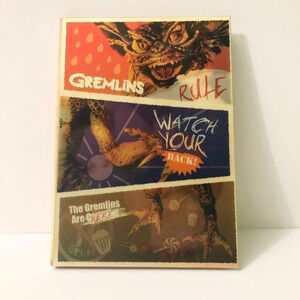 GREMLINS
RULE
WATCH
YOUR
BACK!
The Gremlins
Are HERE